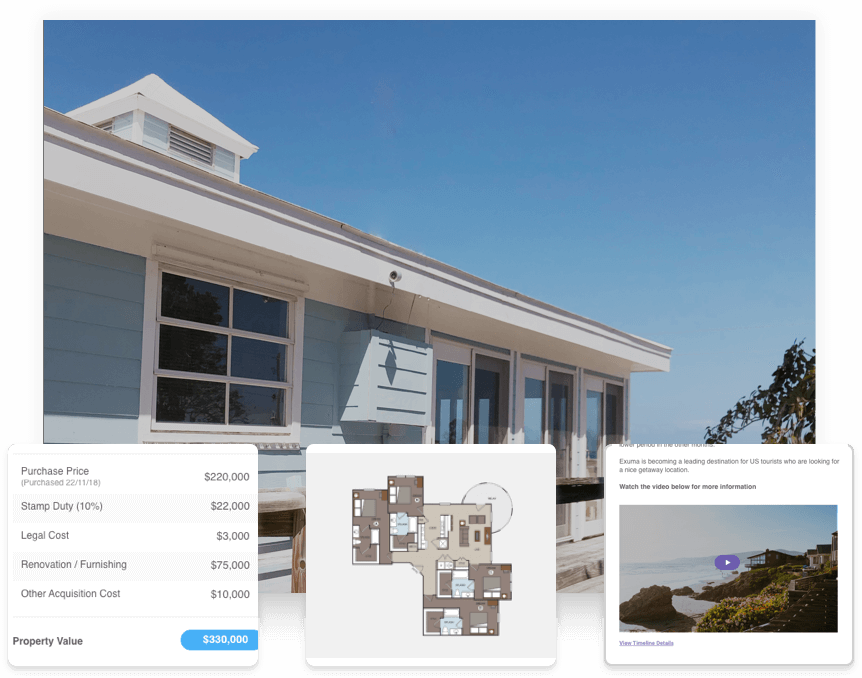 Purchase Price
$220,000
(Purchased 22/11/18)
Stamp Duty (10%)
$22,000
Legal Cost
$3,000
Renovation / Furnishing
$75,000
Other Acquisition Cost
$10,000
Property Value
$330,000
lower period in the other months
Exuma is becoming a leading destination for US tourists who are looking for
a nice getaway location.
Watch the video below for more information
View Timeline Details